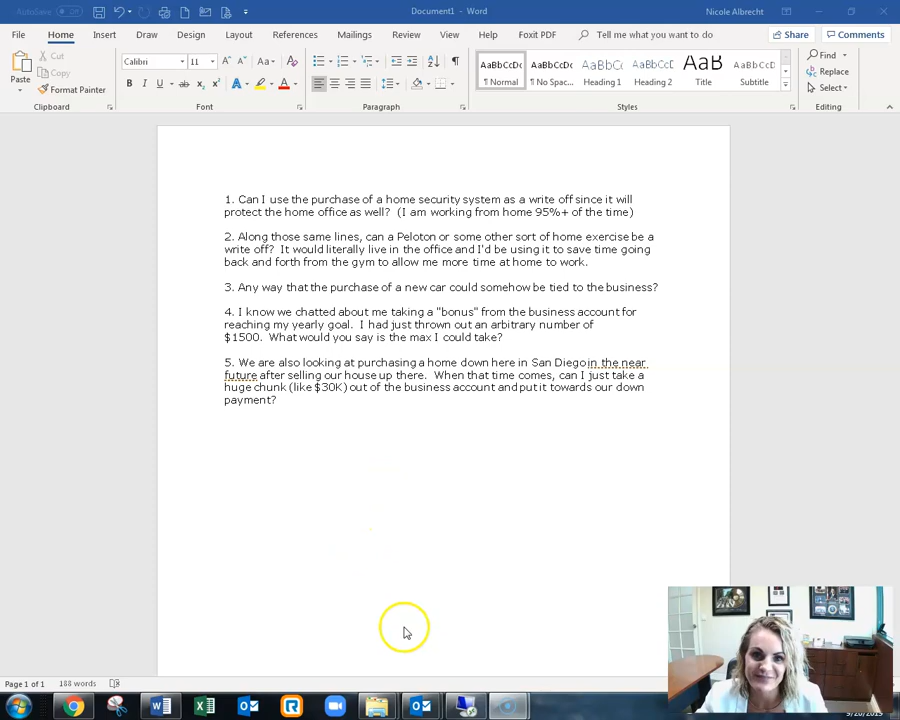 AutoSave Off
Document1 - Word
Nicole Albrecht
File Home Insert Draw Design Layout References Mailings Review View Help Foxit PDF Tell me what you want to do Share Comments
Paste
Cut
Copy
Format Painter
Clipboard
Calibri 11
Font
Paragraph
AaBbCcDc AaBbCcDc AaBbC( AaBbCcC AaB AaBbCcD
¶ Normal ¶ No Spac... Heading 1 Heading 2 Title Subtitle
Styles
Find
Replace
Select
Editing
1. Can I use the purchase of a home security system as a write off since it will
protect the home office as well? (I am working from home 95%+ of the time)
2. Along those same lines, can a Peloton or some other sort of home exercise be a
write off? It would literally live in the office and I'd be using it to save time going
back and forth from the gym to allow me more time at home to work.
3. Any way that the purchase of a new car could somehow be tied to the business?
4. I know we chatted about me taking a "bonus" from the business account for
reaching my yearly goal. I had just thrown out an arbitrary number of
$1500. What would you say is the max I could take?
5. We are also looking at purchasing a home down here in San Diego in the near
future after selling our house up there. When that time comes, can I just take a
huge chunk (like $30K) out of the business account and put it towards our down
payment?
Page 1 of 1 188 words